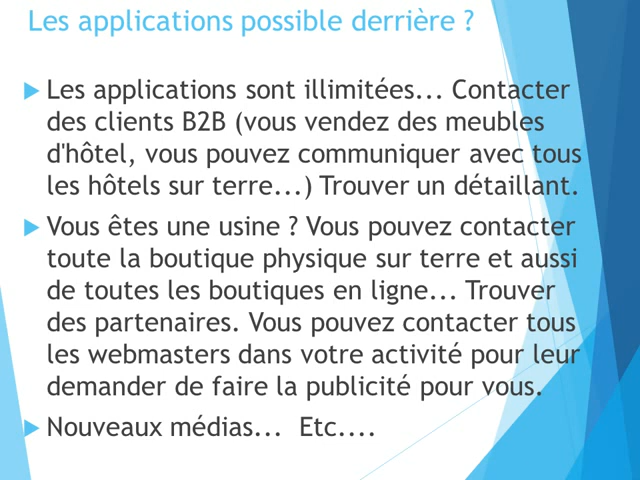 Les applications possible derrière ?
Les applications sont illimitées... Contacter
des clients B2B (vous vendez des meubles
d'hôtel, vous pouvez communiquer avec tous
les hôtels sur terre...) Trouver un détaillant.
Vous êtes une usine ? Vous pouvez contacter
toute la boutique physique sur terre et aussi
de toutes les boutiques en ligne... Trouver
des partenaires. Vous pouvez contacter tous
les webmasters dans votre activité pour leur
demander de faire la publicité pour vous.
Nouveaux médias... Etc....